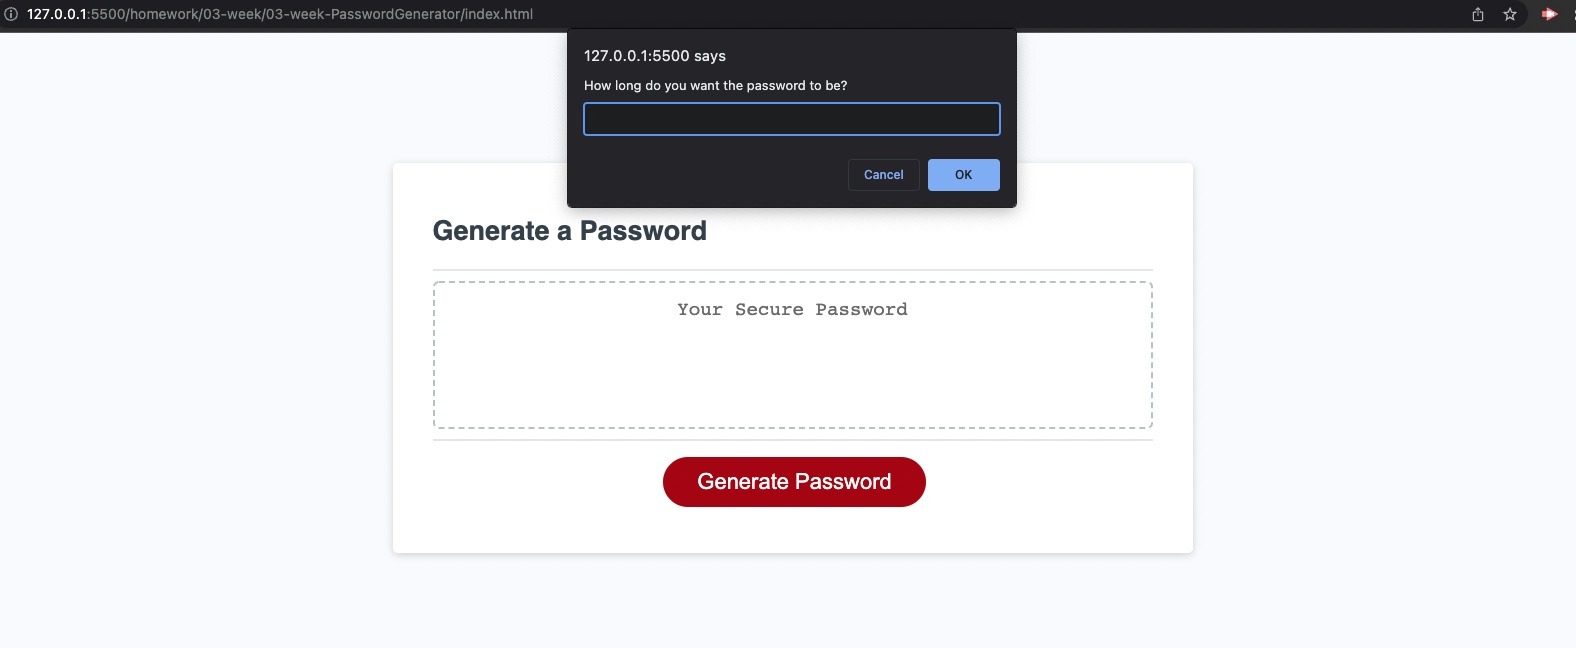 127.0.0.1:5500/homework/03-week/03-week-PasswordGenerator/index.html
127.0.0.1:5500 says
How long do you want the password to be?
Cancel
OK
Generate a Password
Your Secure Password
Generate Password